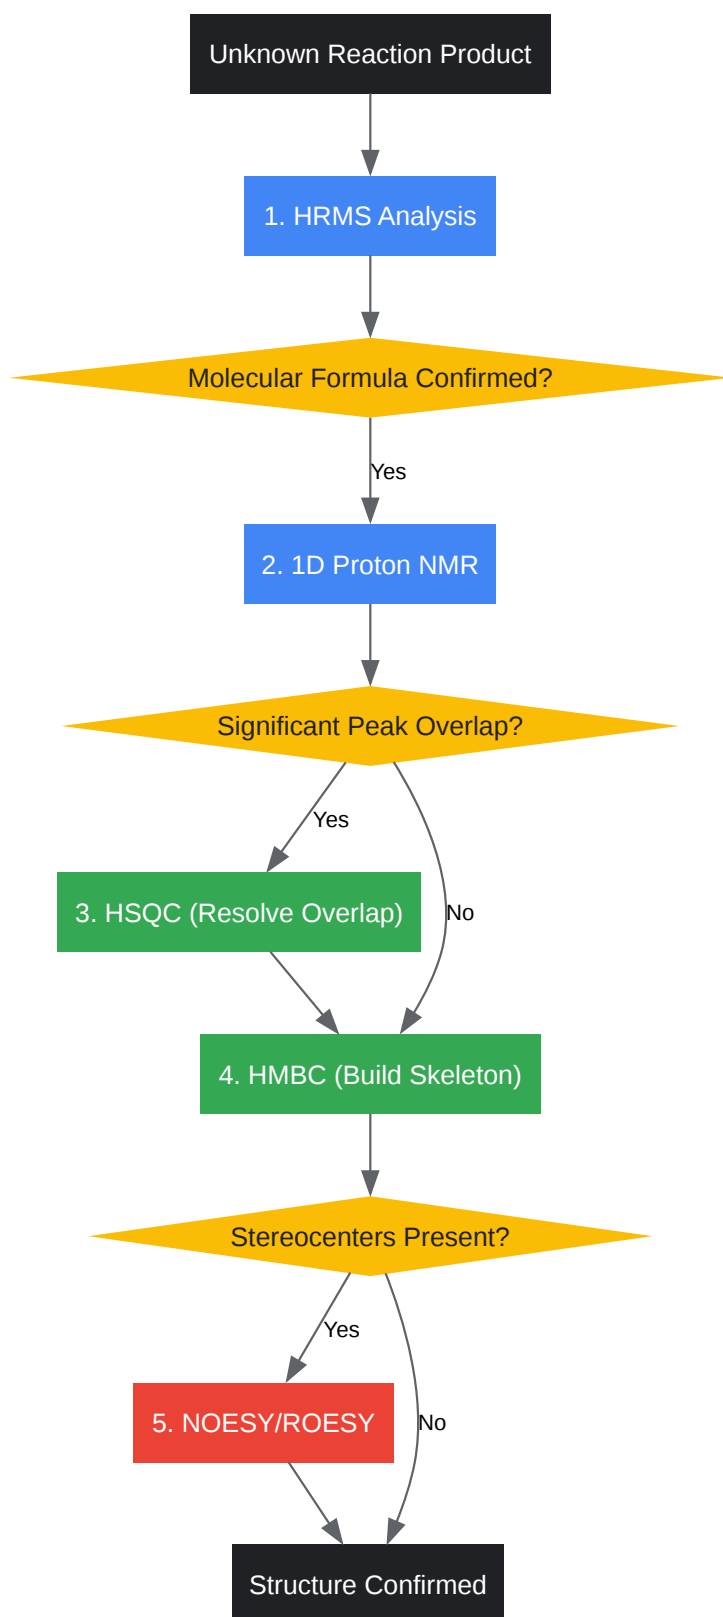 Unknown Reaction Product
1. HRMS Analysis
Molecular Formula Confirmed?
Yes
2. 1D Proton NMR
Significant Peak Overlap?
Yes
3. HSQC (Resolve Overlap)
No
4. HMBC (Build Skeleton)
Stereocenters Present?
Yes
5. NOESY/ROESY
No
Structure Confirmed